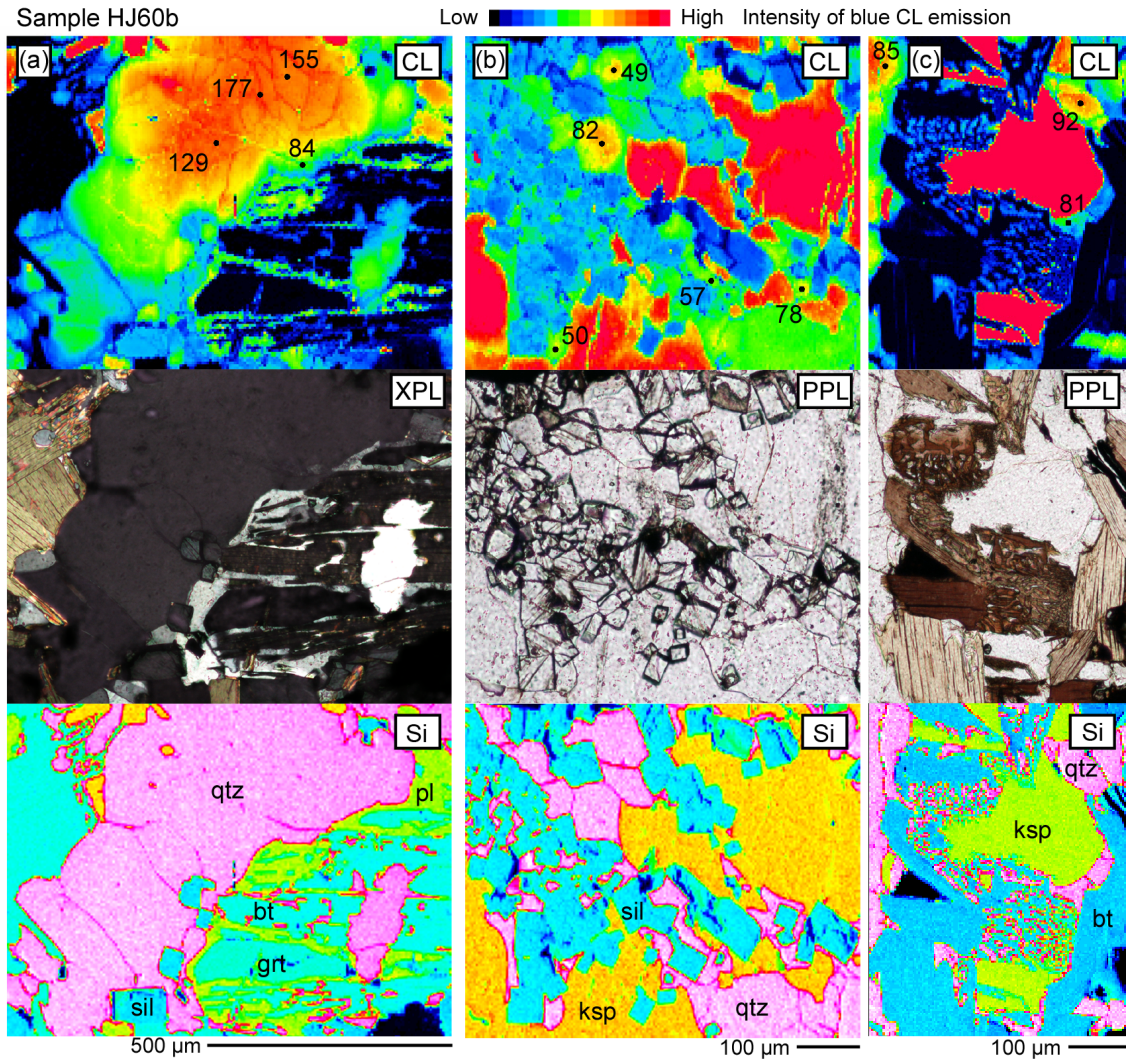 Sample HJ60b Low High Intensity of blue CL emission
(a) CL
155
177
129
84
(b) CL
49
82
57
78
50
(c) CL
85
92
81
XPL
PPL
PPL
Si
qtz
pl
bt
grt
sil
Si
sil
ksp
qtz
Si
qtz
ksp
bt
500 µm
100 µm
100 µm